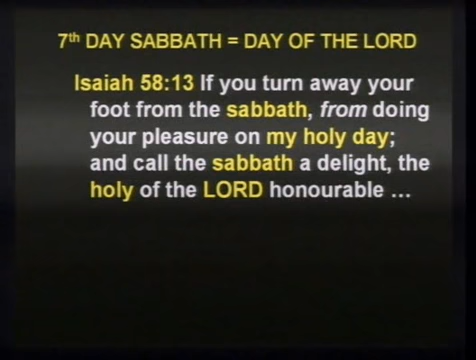 7th DAY SABBATH = DAY OF THE LORD
Isaiah 58:13 If you turn away your
foot from the sabbath, from doing
your pleasure on my holy day;
and call the sabbath a delight, the
holy of the LORD honourable ...